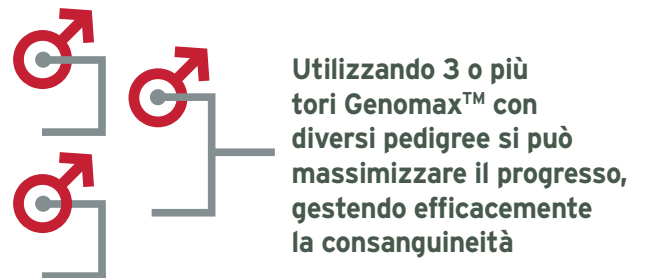 Utilizzando 3 o più
tori Genomax™ con
diversi pedigree si può
massimizzare il progresso,
gestendo efficacemente
la consanguineità